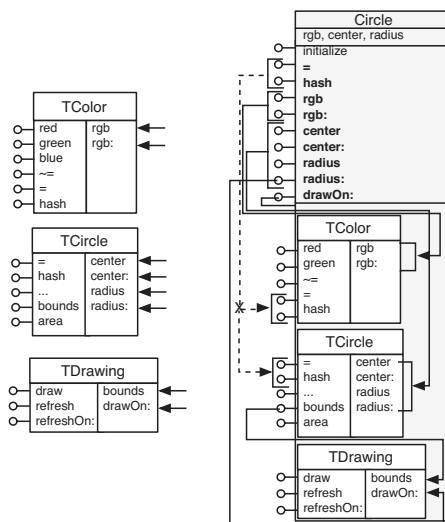 TColor
red rgb
green rgb:
blue
~=
=
hash
TCircle
= center
hash center:
... radius
bounds radius:
area
TDrawing
draw bounds
refresh drawOn:
refreshOn:
Circle
rgb, center, radius
initialize
=
hash
rgb
rgb:
center
center:
radius
radius:
drawOn:
TColor
red rgb
green rgb:
~=
=
hash
X
TCircle
= center
hash center:
... radius
bounds radius:
area
TDrawing
draw bounds
refresh drawOn:
refreshOn: